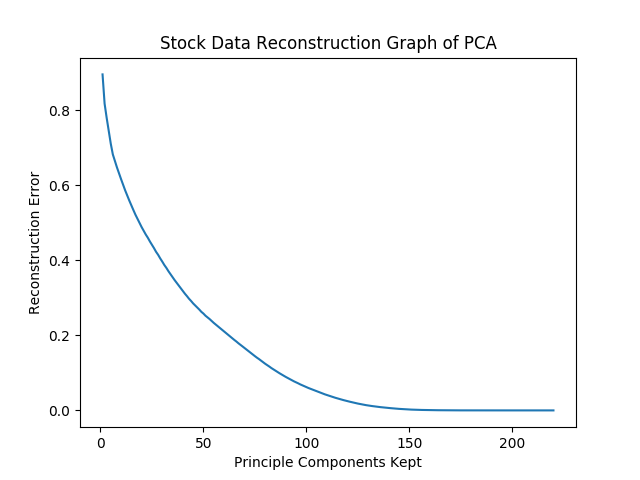 Stock Data Reconstruction Graph of PCA
0.8
0.6
0.4
0.2
0.0
Reconstruction Error
0 50 100 150 200
Principle Components Kept